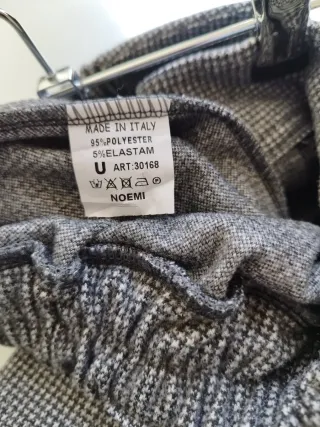 MADE IN ITALY
95%POLYESTER
5%ELASTAM
U ART:30168
NOEMI